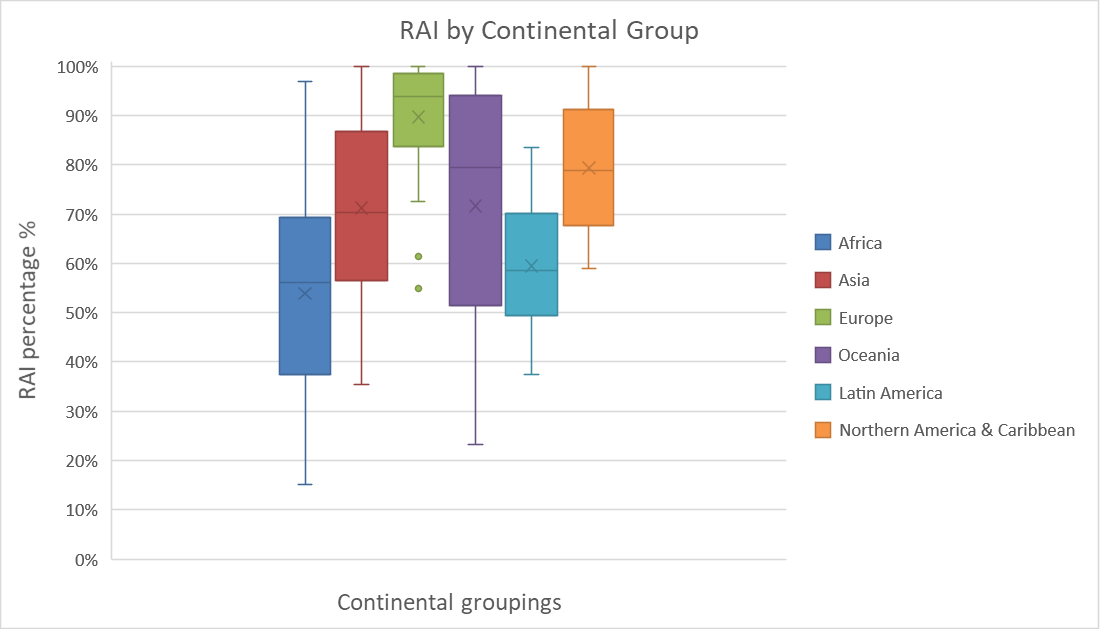 RAI by Continental Group
100%
90%
80%
70%
60%
50%
40%
30%
20%
10%
0%
RAI percentage %
Continental groupings
Africa
Asia
Europe
Oceania
Latin America
Northern America & Caribbean